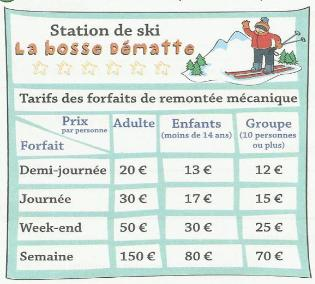 Station de ski
La bosse Dématte
Tarifs des forfaits de remontée mécanique
Prix par personne Adulte Enfants (moins de 14 ans) Groupe (10 personnes ou plus)
Forfait
Demi-journée 20 € 13 € 12 €
Journée 30 € 17 € 15 €
Week-end 50 € 30 € 25 €
Semaine 150 € 80 € 70 €